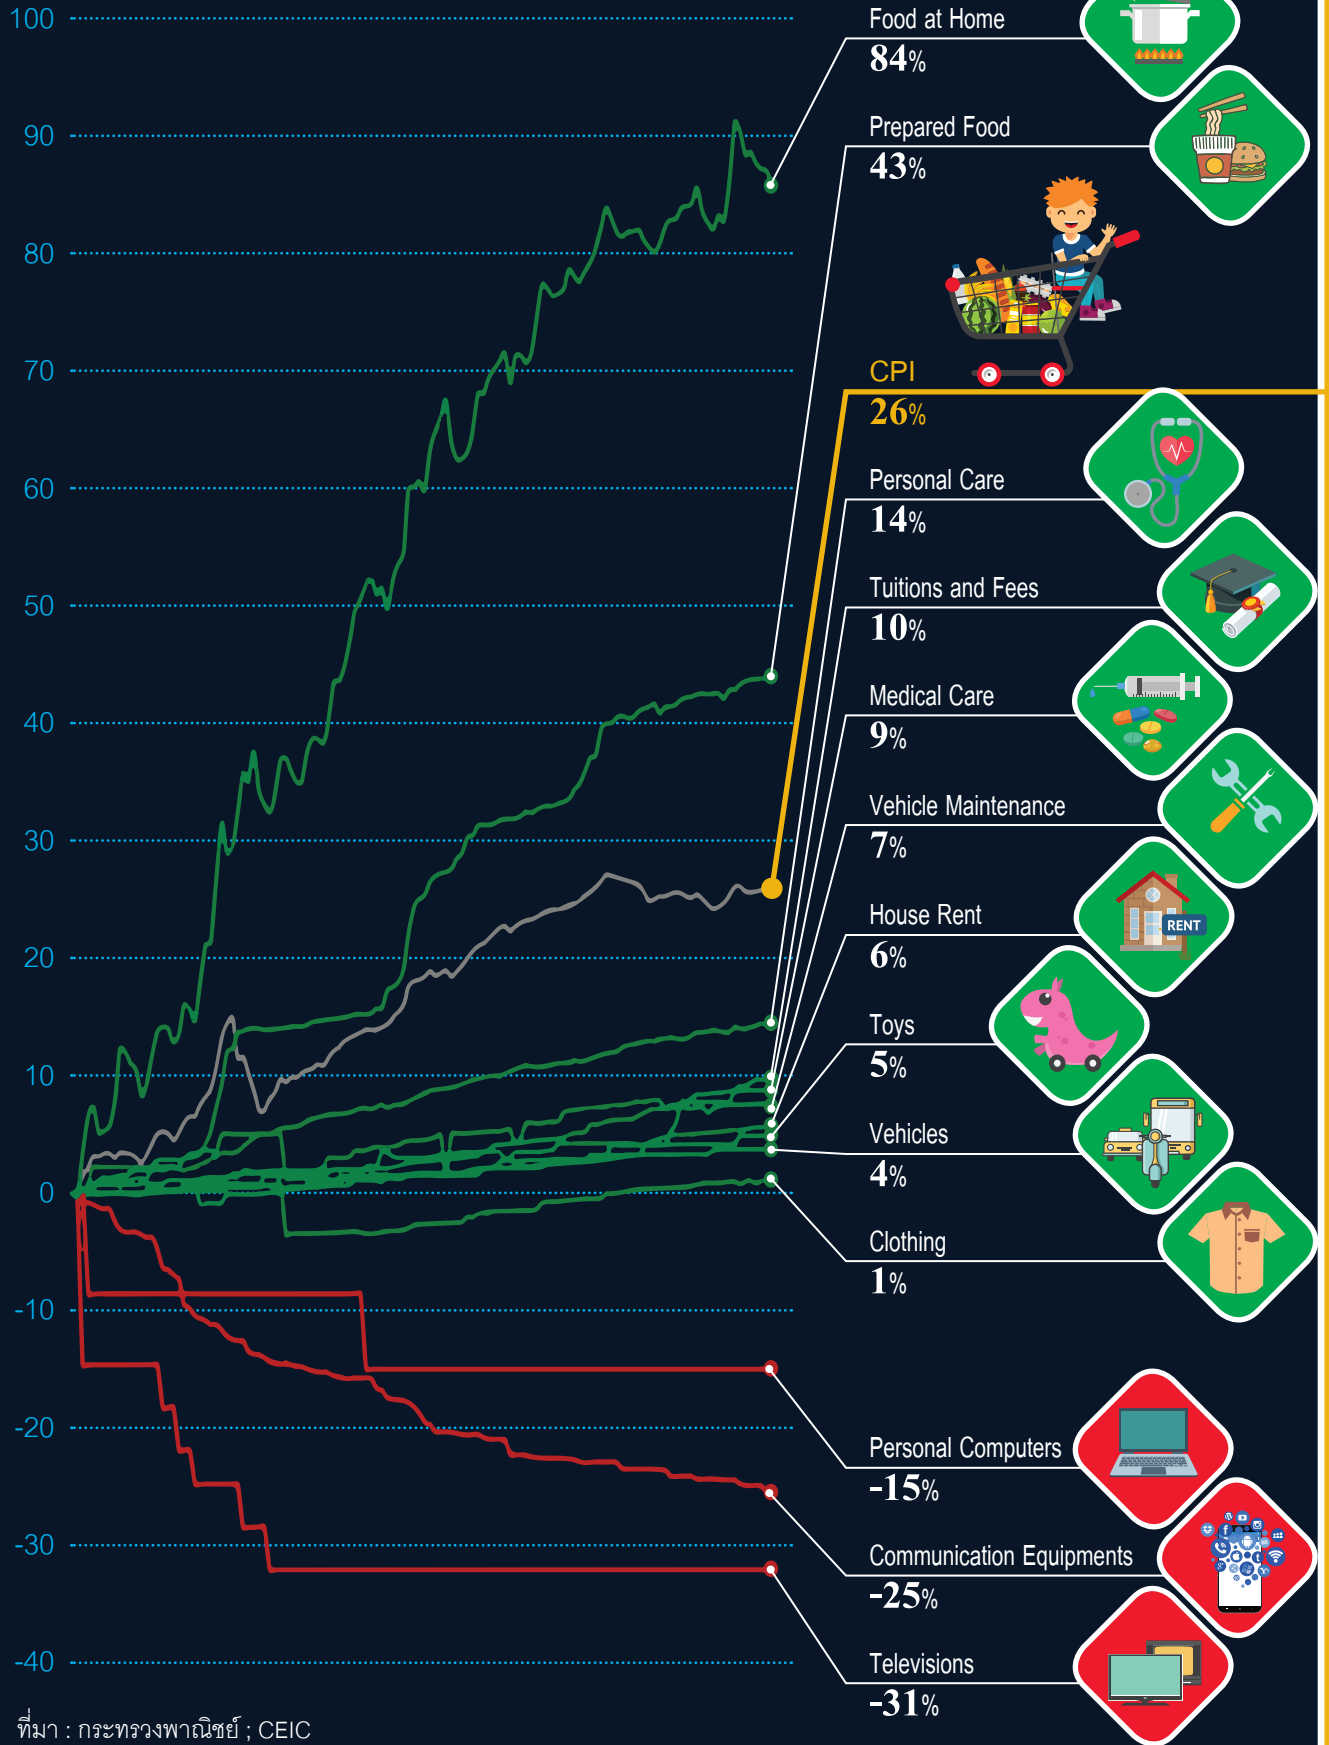 100
90
80
70
60
50
40
30
20
10
0
-10
-20
-30
-40
Food at Home
84%
Prepared Food
43%
CPI
26%
Personal Care
14%
Tuitions and Fees
10%
Medical Care
9%
Vehicle Maintenance
7%
House Rent
6%
RENT
Toys
5%
Vehicles
4%
Clothing
1%
Personal Computers
-15%
Communication Equipments
-25%
Televisions
-31%
ที่มา : กระทรวงพาณิชย์ ; CEIC